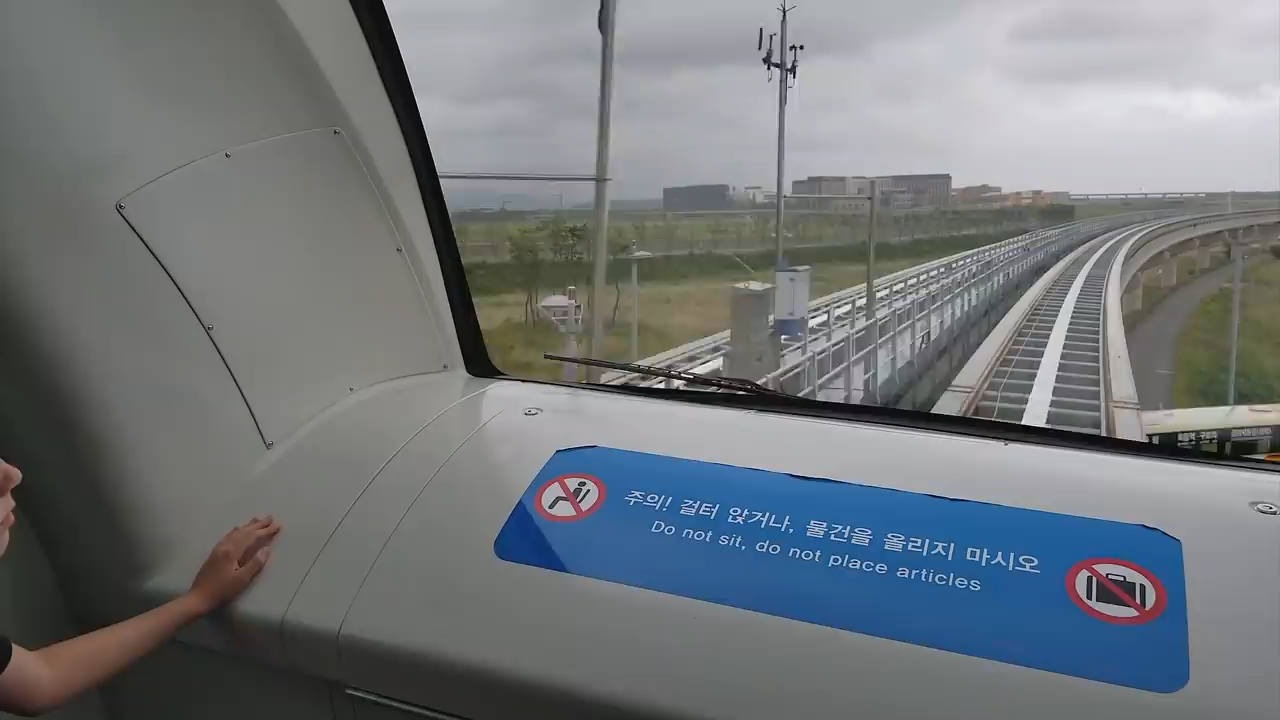 주의! 걸터 앉거나, 물건을 올리지 마시오
Do not sit, do not place articles